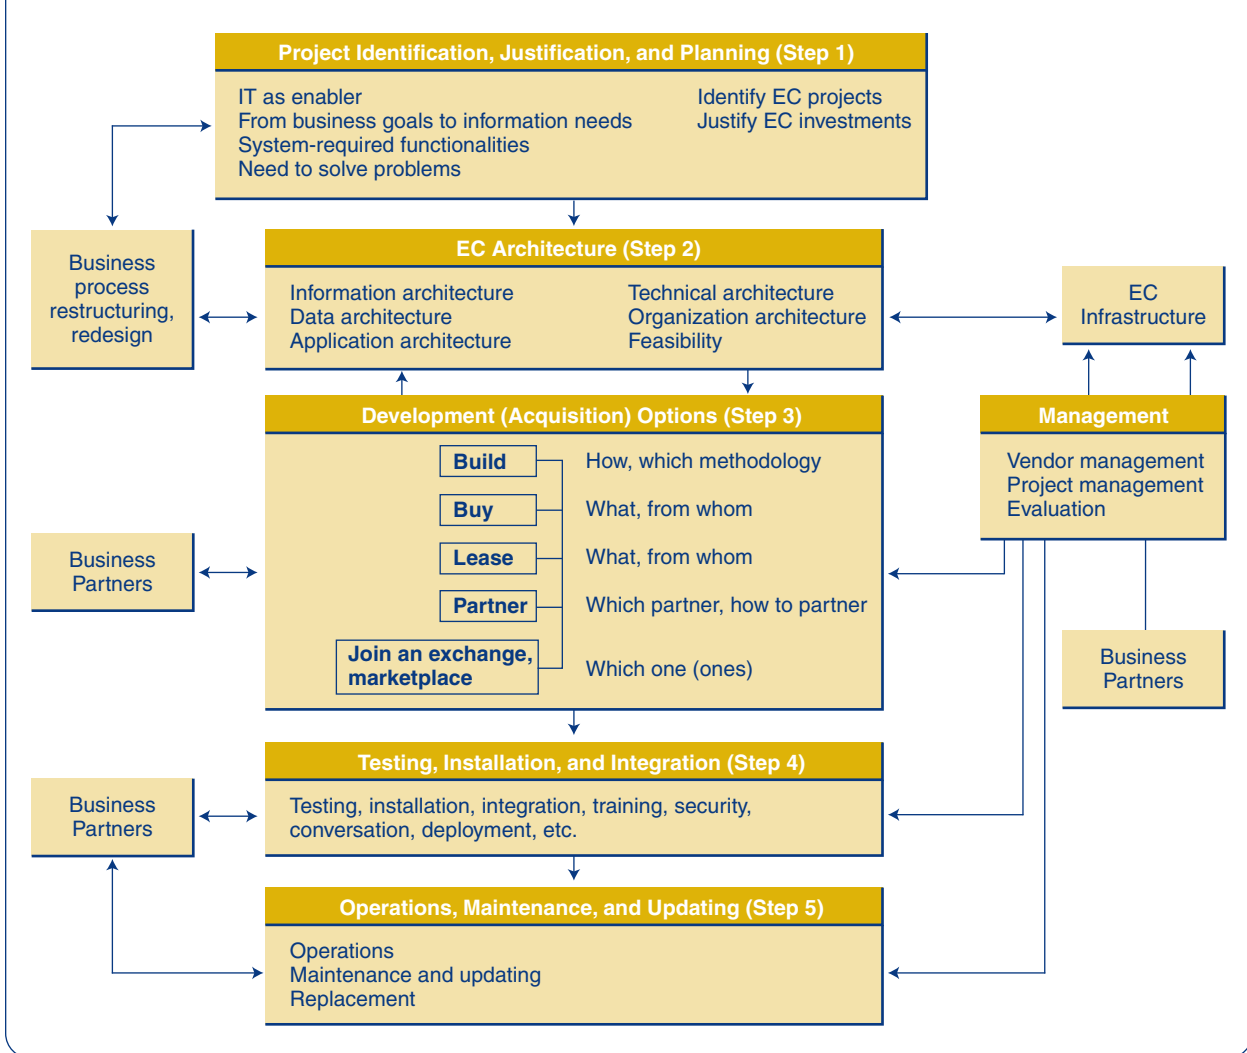 Project Identification, Justification, and Planning (Step 1)
IT as enabler
From business goals to information needs
System-required functionalities
Need to solve problems
Identify EC projects
Justify EC investments
Business
process
restructuring,
redesign
EC Architecture (Step 2)
Information architecture
Data architecture
Application architecture
Technical architecture
Organization architecture
Feasibility
EC
Infrastructure
Development (Acquisition) Options (Step 3)
Build
How, which methodology
Buy
What, from whom
Lease
What, from whom
Partner
Which partner, how to partner
Join an exchange,
marketplace
Which one (ones)
Management
Vendor management
Project management
Evaluation
Business
Partners
Business
Partners
Testing, Installation, and Integration (Step 4)
Testing, installation, integration, training, security,
conversation, deployment, etc.
Business
Partners
Operations, Maintenance, and Updating (Step 5)
Operations
Maintenance and updating
Replacement